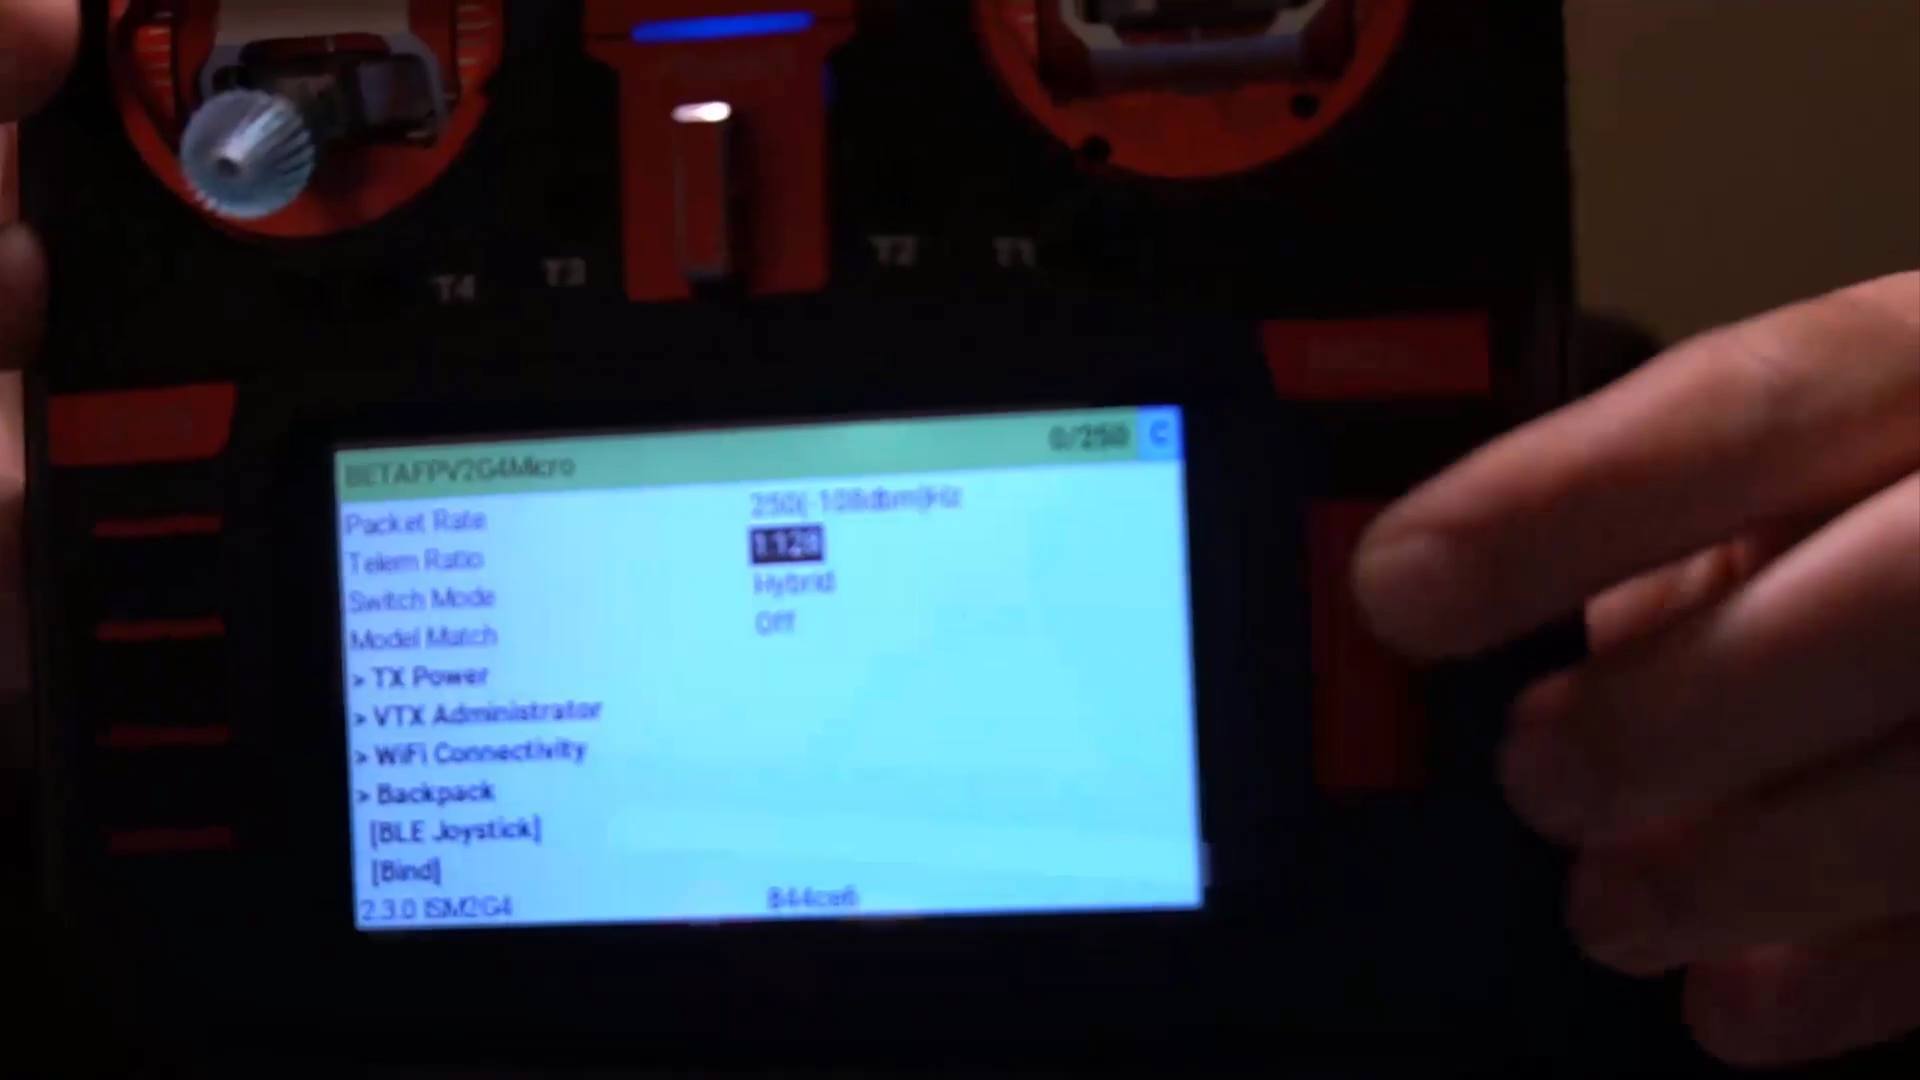 T4 T3 T2 T1
BETAFPV2G4Micro 0/250 C
Packet Rate 250(-108dbm)Hz
Telem Ratio 1:128
Switch Mode Hybrid
Model Match Off
> TX Power
> VTX Administrator
> WiFi Connectivity
> Backpack
[BLE Joystick]
[Bind]
2.3.0 ISM2G4 844ce6